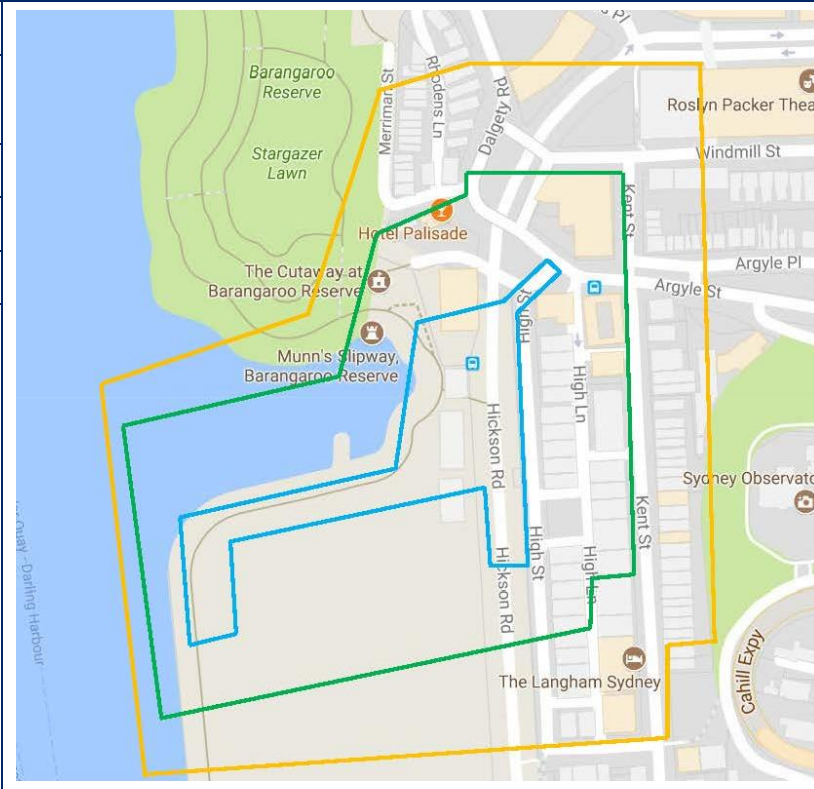 Pl
Barangaroo
Reserve
Merriman St
Rhodens Ln
Dalgety Rd
Roslyn Packer Thea
Stargazer
Lawn
Windmill St
Kent St
Hotel Palisade
The Cutaway at
Barangaroo Reserve
Argyle Pl
Argyle St
High St
Munn's Slipway,
Barangaroo Reserve
High Ln
Hickson Rd
Sydney Observato
Kent St
High St
High Ln
Hickson Rd
Quay - Darling Harbour
The Langham Sydney
Cahill Expy